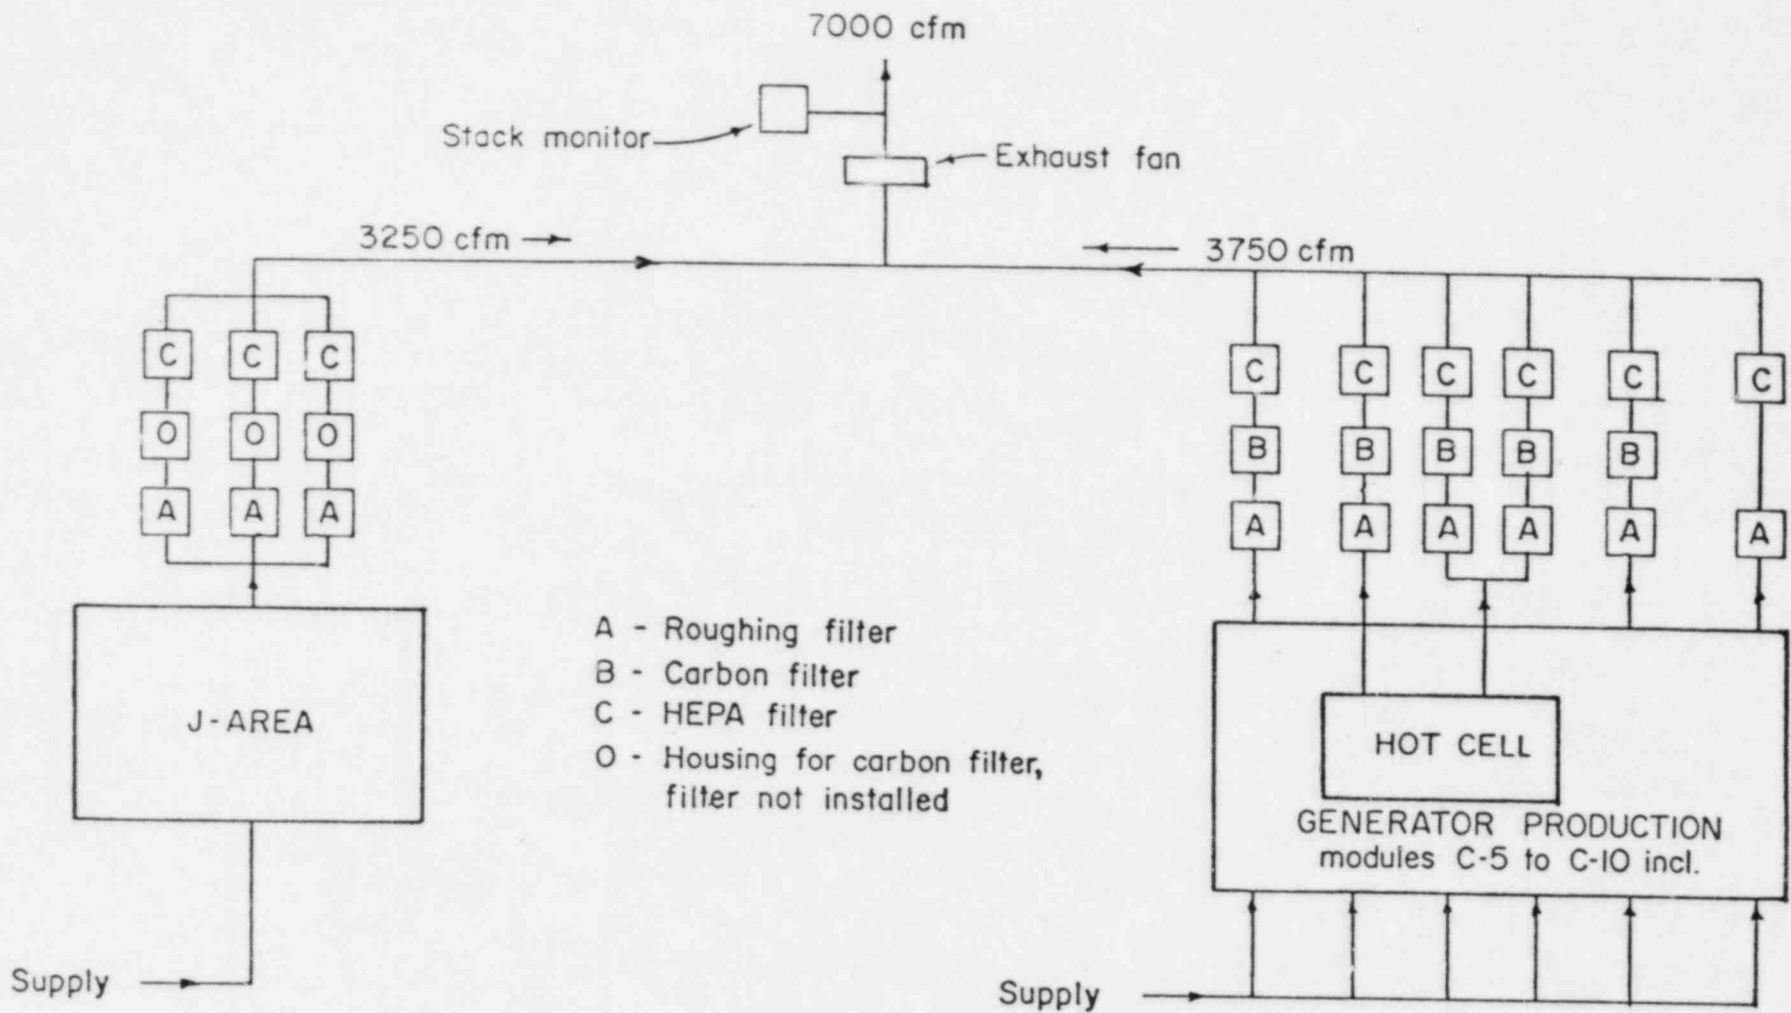 7000 cfm
Stack monitor
Exhaust fan
3250 cfm
3750 cfm
C C C
O O O
A A A
C C C C C C
B B B B B
A A A A A A
J-AREA
A - Roughing filter
B - Carbon filter
C - HEPA filter
O - Housing for carbon filter,
filter not installed
HOT CELL
GENERATOR PRODUCTION
modules C-5 to C-10 incl.
Supply
Supply